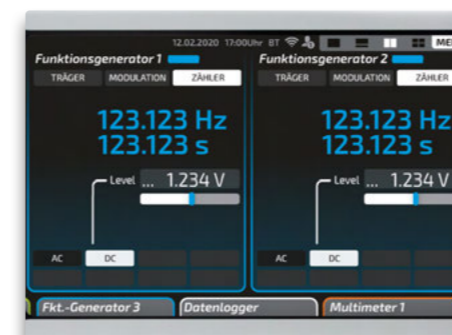 12.02.2020 17:00Uhr BT
Funktionsgenerator 1
TRÄGER MODULATION ZÄHLER
123.123 Hz
123.123 s
Level ... 1.234 V
AC DC
Funktionsgenerator 2
TRÄGER MODULATION ZÄHLER
123.123 Hz
123.123 s
Level ... 1.234 V
AC DC
Fkt.-Generator 3 Datenlogger Multimeter 1